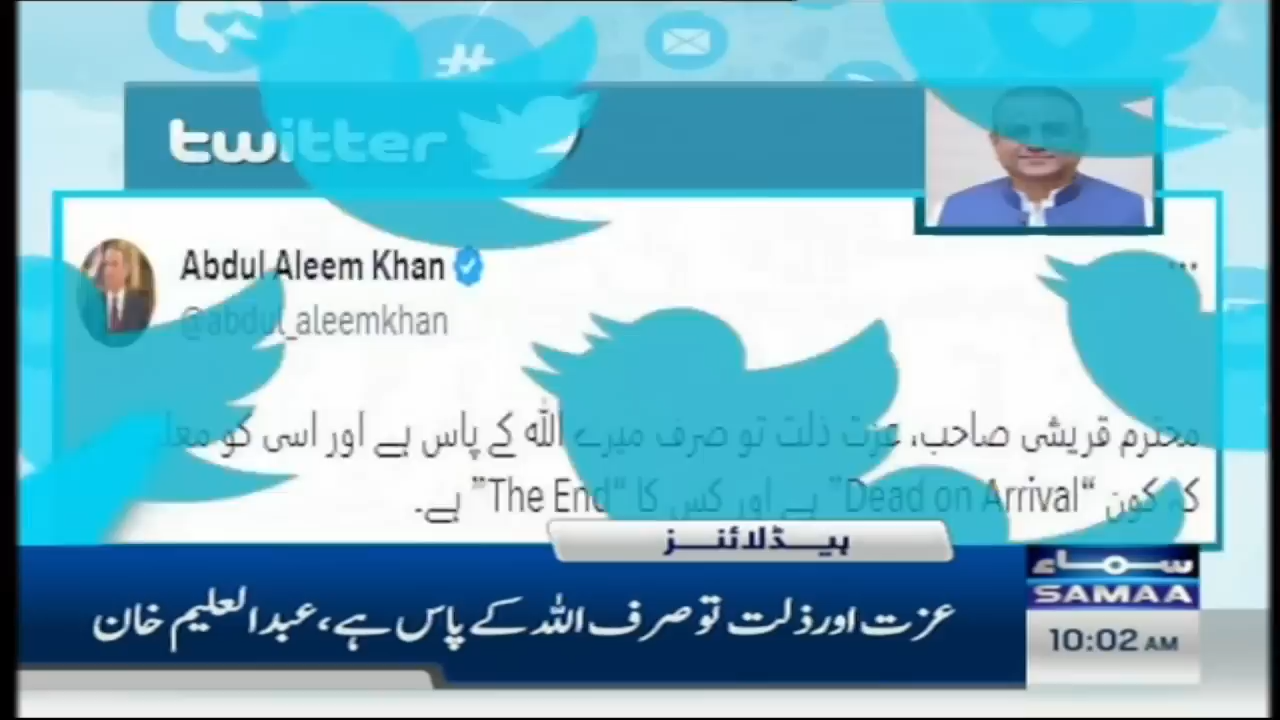 twitter
Abdul Aleem Khan
@abdul_aleemkhan
محترم قریشی صاحب، عزت ذلت تو صرف میرے اللہ کے پاس ہے اور اسی کو
کہ کون “Dead on Arrival” ہے اور کس کا “The End” ہے۔
ہیڈلائنز
عزت اور ذلت تو صرف اللہ کے پاس ہے، عبدالعلیم خان
سماء
SAMAA
10:02 AM